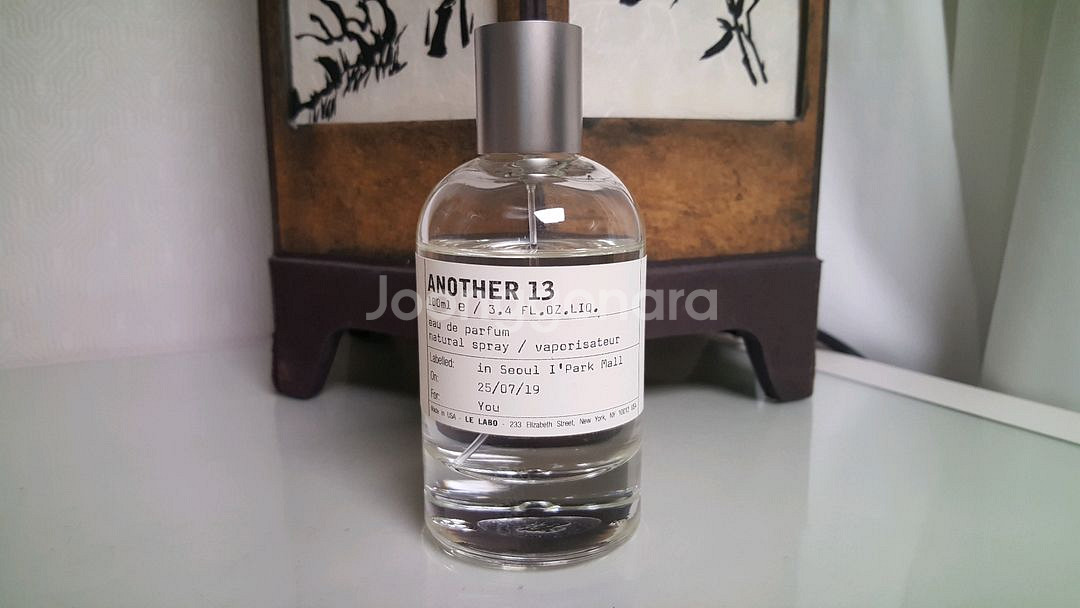 ANOTHER 13
Joonggonara
100ml e / 3.4 FL.OZ.LIQ.
eau de parfum
natural spray / vaporisateur
Labelled: in Seoul I'Park Mall
On: 25/07/19
For: You
Made in USA - LE LABO - 233 Elizabeth Street, New York, NY 10012 USA